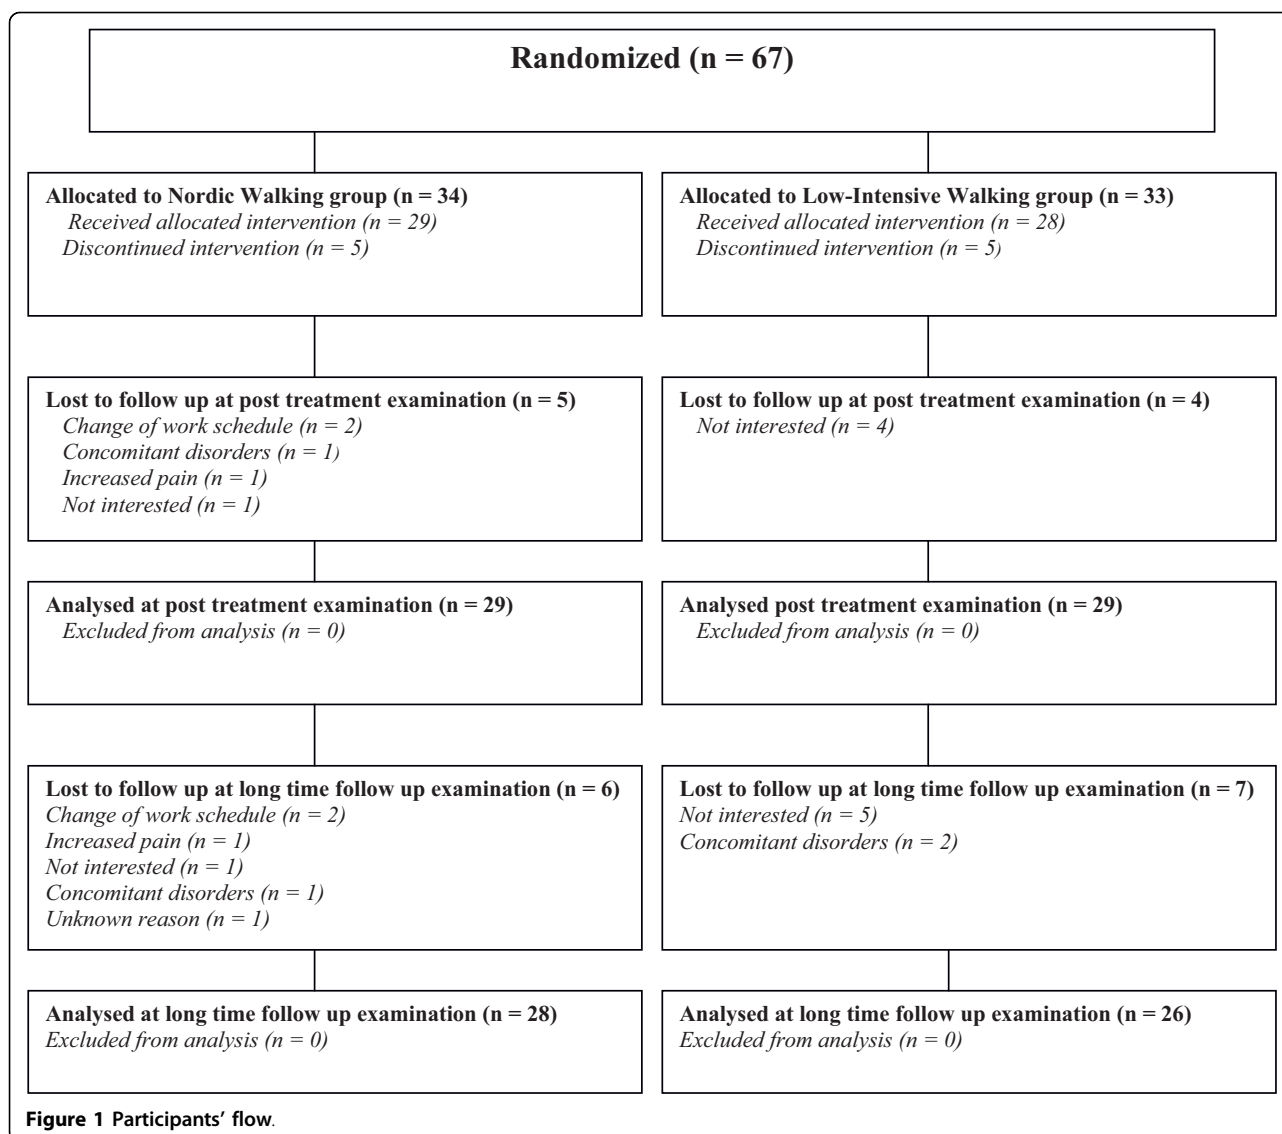 Randomized (n = 67)
Allocated to Nordic Walking group (n = 34)
Received allocated intervention (n = 29)
Discontinued intervention (n = 5)
Allocated to Low-Intensive Walking group (n = 33)
Received allocated intervention (n = 28)
Discontinued intervention (n = 5)
Lost to follow up at post treatment examination (n = 5)
Change of work schedule (n = 2)
Concomitant disorders (n = 1)
Increased pain (n = 1)
Not interested (n = 1)
Lost to follow up at post treatment examination (n = 4)
Not interested (n = 4)
Analysed at post treatment examination (n = 29)
Excluded from analysis (n = 0)
Analysed post treatment examination (n = 29)
Excluded from analysis (n = 0)
Lost to follow up at long time follow up examination (n = 6)
Change of work schedule (n = 2)
Increased pain (n = 1)
Not interested (n = 1)
Concomitant disorders (n = 1)
Unknown reason (n = 1)
Lost to follow up at long time follow up examination (n = 7)
Not interested (n = 5)
Concomitant disorders (n = 2)
Analysed at long time follow up examination (n = 28)
Excluded from analysis (n = 0)
Analysed at long time follow up examination (n = 26)
Excluded from analysis (n = 0)
Figure 1 Participants' flow.